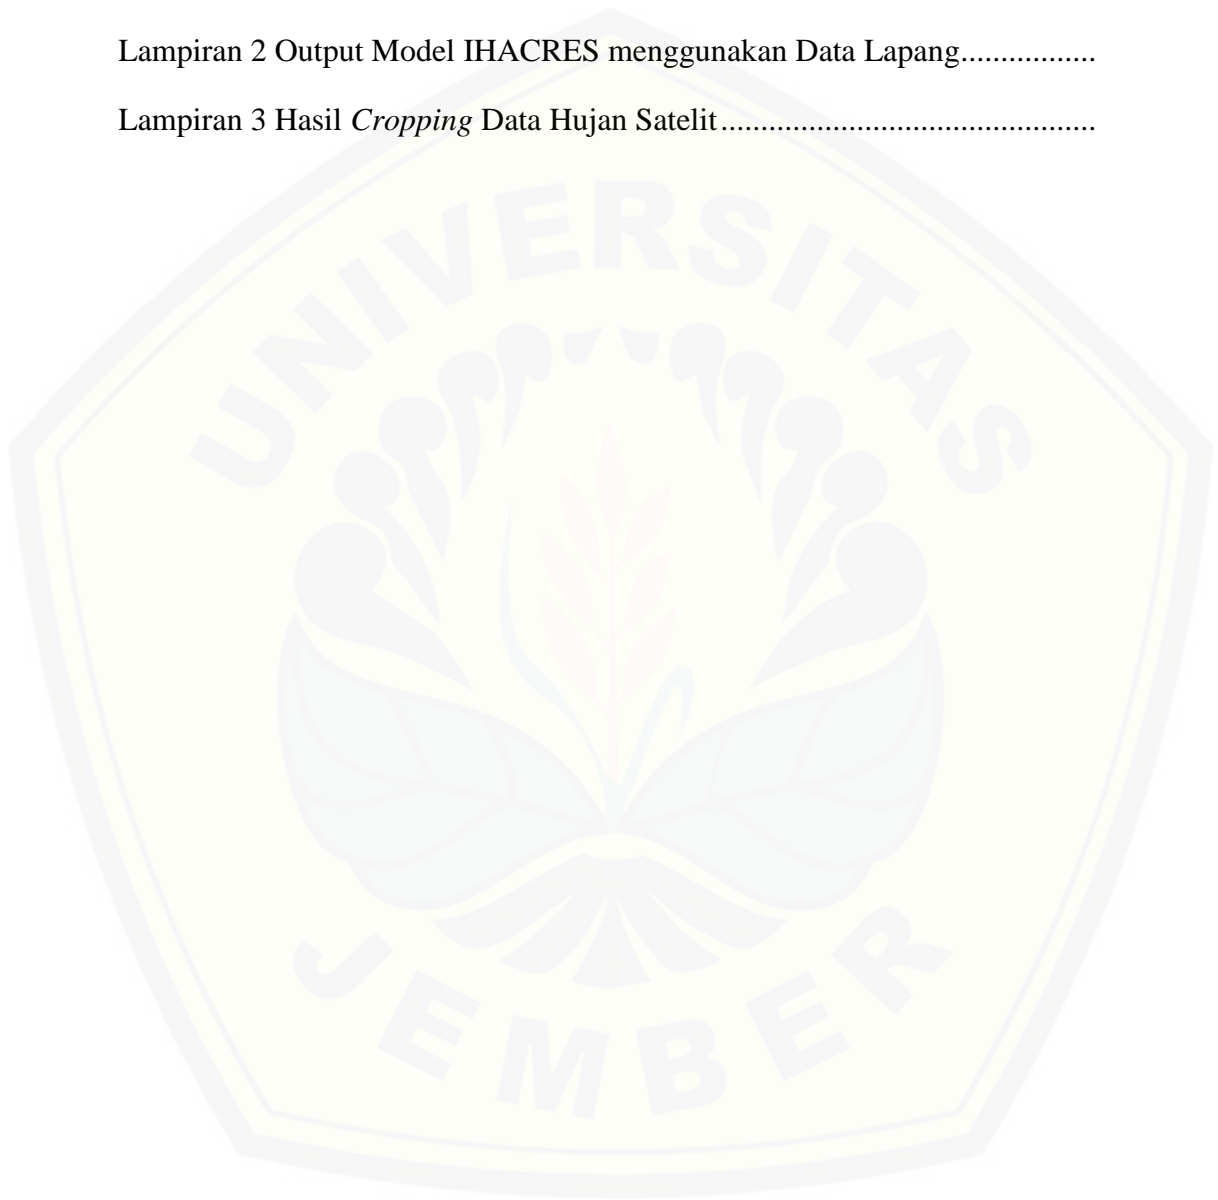 Lampiran 2 Output Model IHACRES menggunakan Data Lapang.................
Lampiran 3 Hasil Cropping Data Hujan Satelit...............................................
UNIVERSITAS
JEMBER